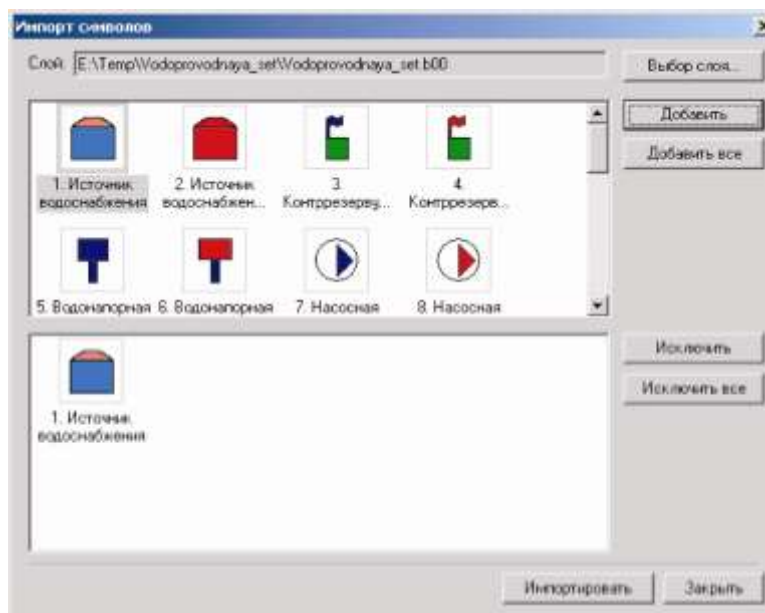 Импорт символов
Слой: E:\Temp\Vodoprovodnaya_set\Vodoprovodnaya_set.b00
Выбор слоя...
Добавить
Добавить все
1. Источник водоснабжения
2. Источник водоснабжен...
3. Контррезерву...
4. Контррезерв...
5. Водонапорная
6. Водонапорная
7. Насосная
8. Насосная
Исключить
Исключить все
1. Источник
водоснабжения
Импортировать
Закрыть